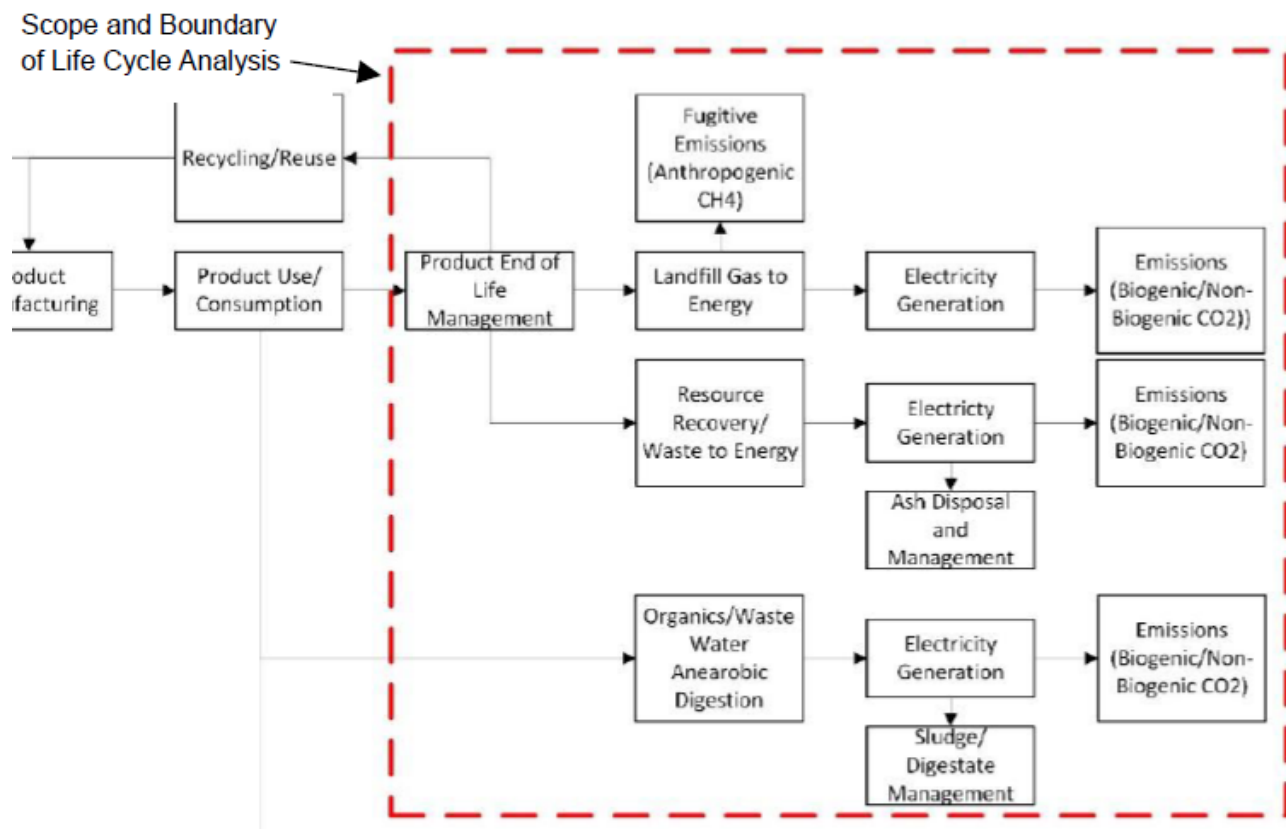 Scope and Boundary
of Life Cycle Analysis
Fugitive
Emissions
(Anthropogenic
CH4)
Recycling/Reuse
oduct
ufacturing
Product Use/
Consumption
Product End of
Life
Management
Landfill Gas to
Energy
Electricity
Generation
Emissions
(Biogenic/Non-
Biogenic CO2))
Resource
Recovery/
Waste to Energy
Electricty
Generation
Emissions
(Biogenic/Non-
Biogenic CO2)
Ash Disposal
and
Management
Organics/Waste
Water
Anearobic
Digestion
Electricity
Generation
Emissions
(Biogenic/Non-
Biogenic CO2)
Sludge/
Digestate
Management